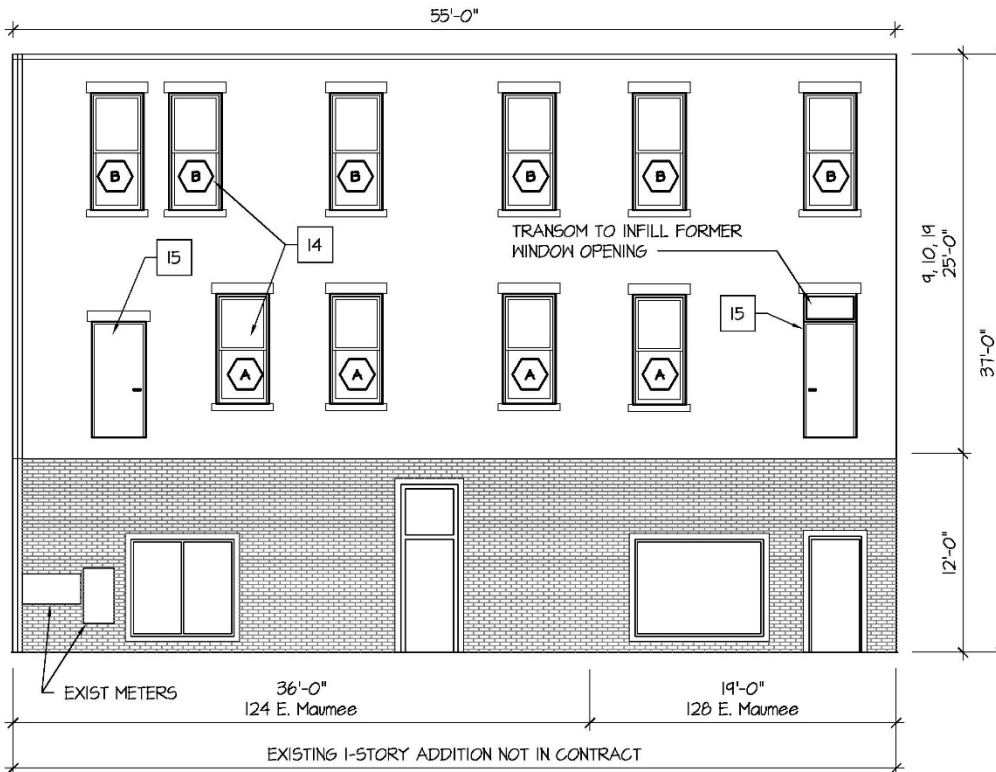 55'-0"
B
B
B
B
B
B
14
15
TRANSOM TO INFILL FORMER
WINDOW OPENING
15
A
A
A
A
9, 10, 19
25'-0"
37'-0"
12'-0"
EXIST METERS
36'-0"
124 E. Maumee
19'-0"
128 E. Maumee
EXISTING 1-STORY ADDITION NOT IN CONTRACT